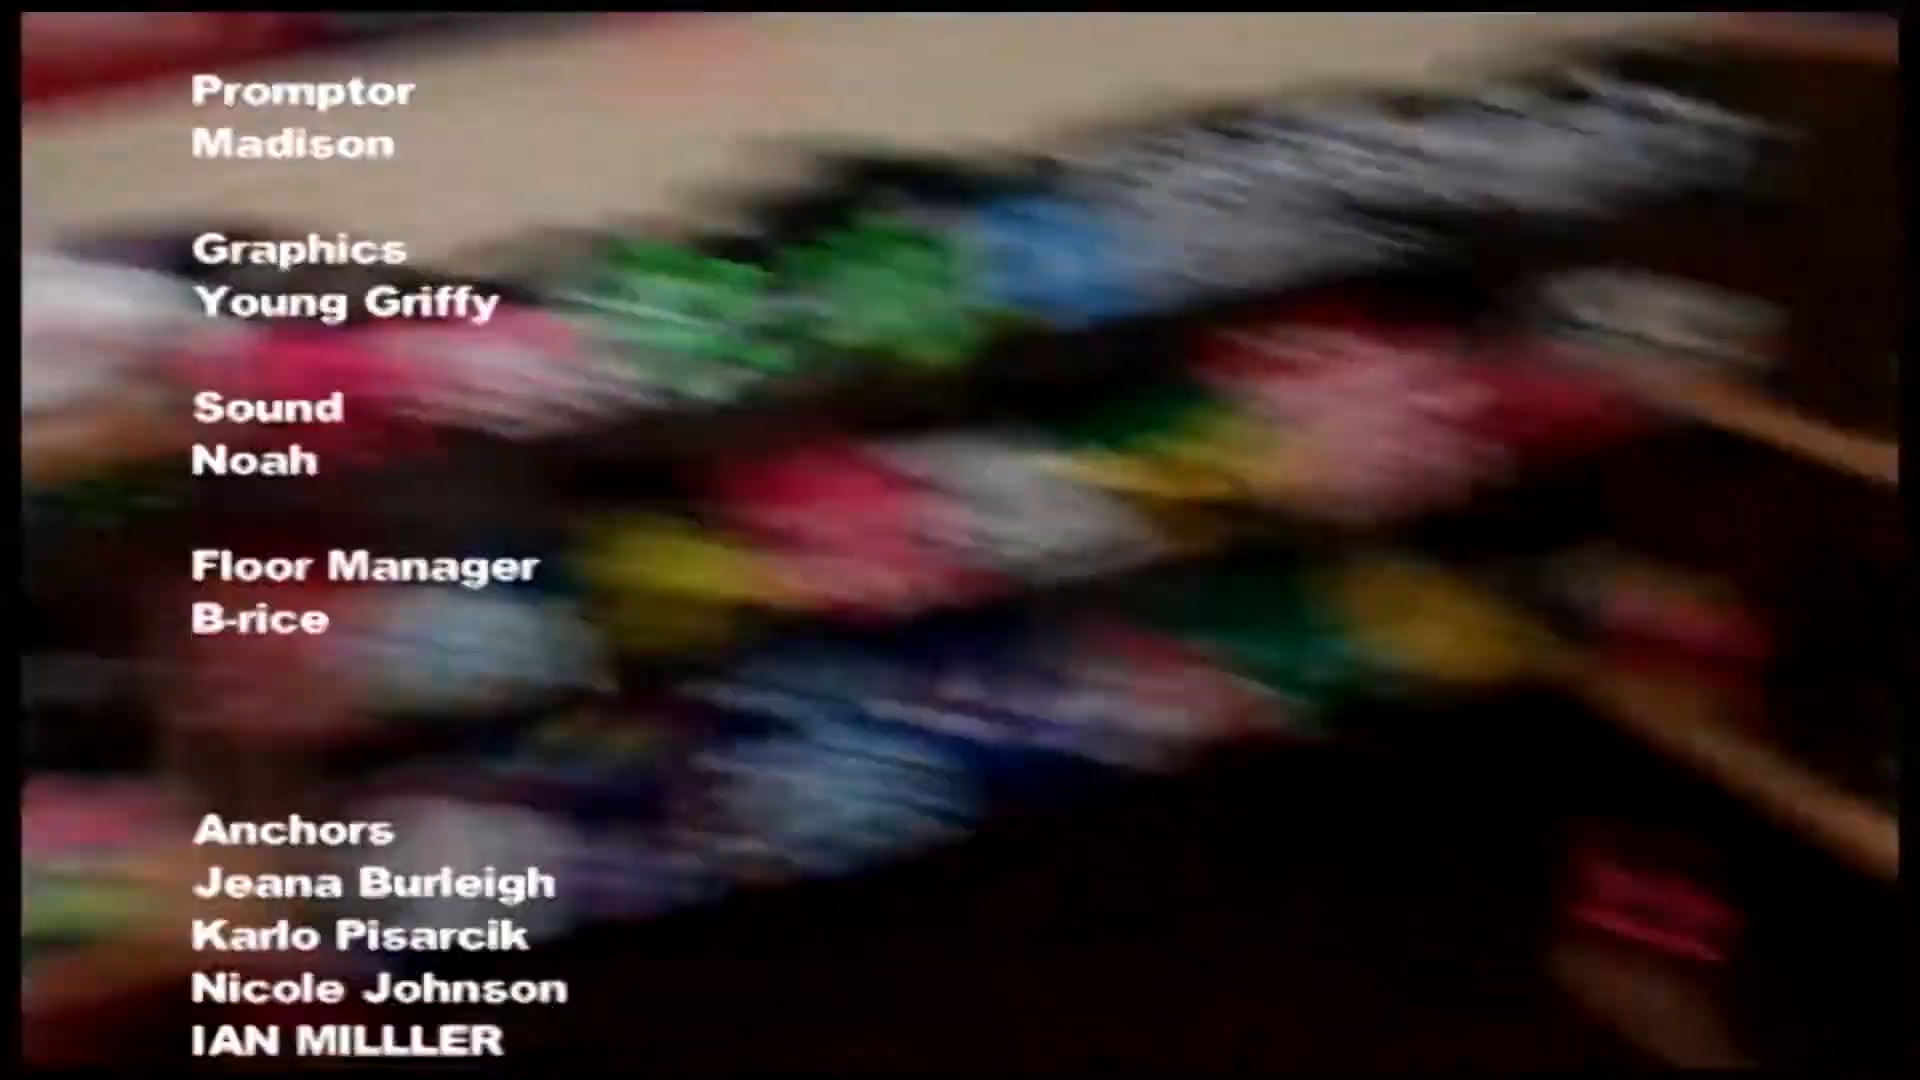 Promptor
Madison
Graphics
Young Griffy
Sound
Noah
Floor Manager
B-rice
Anchors
Jeana Burleigh
Karlo Pisarcik
Nicole Johnson
IAN MILLLER